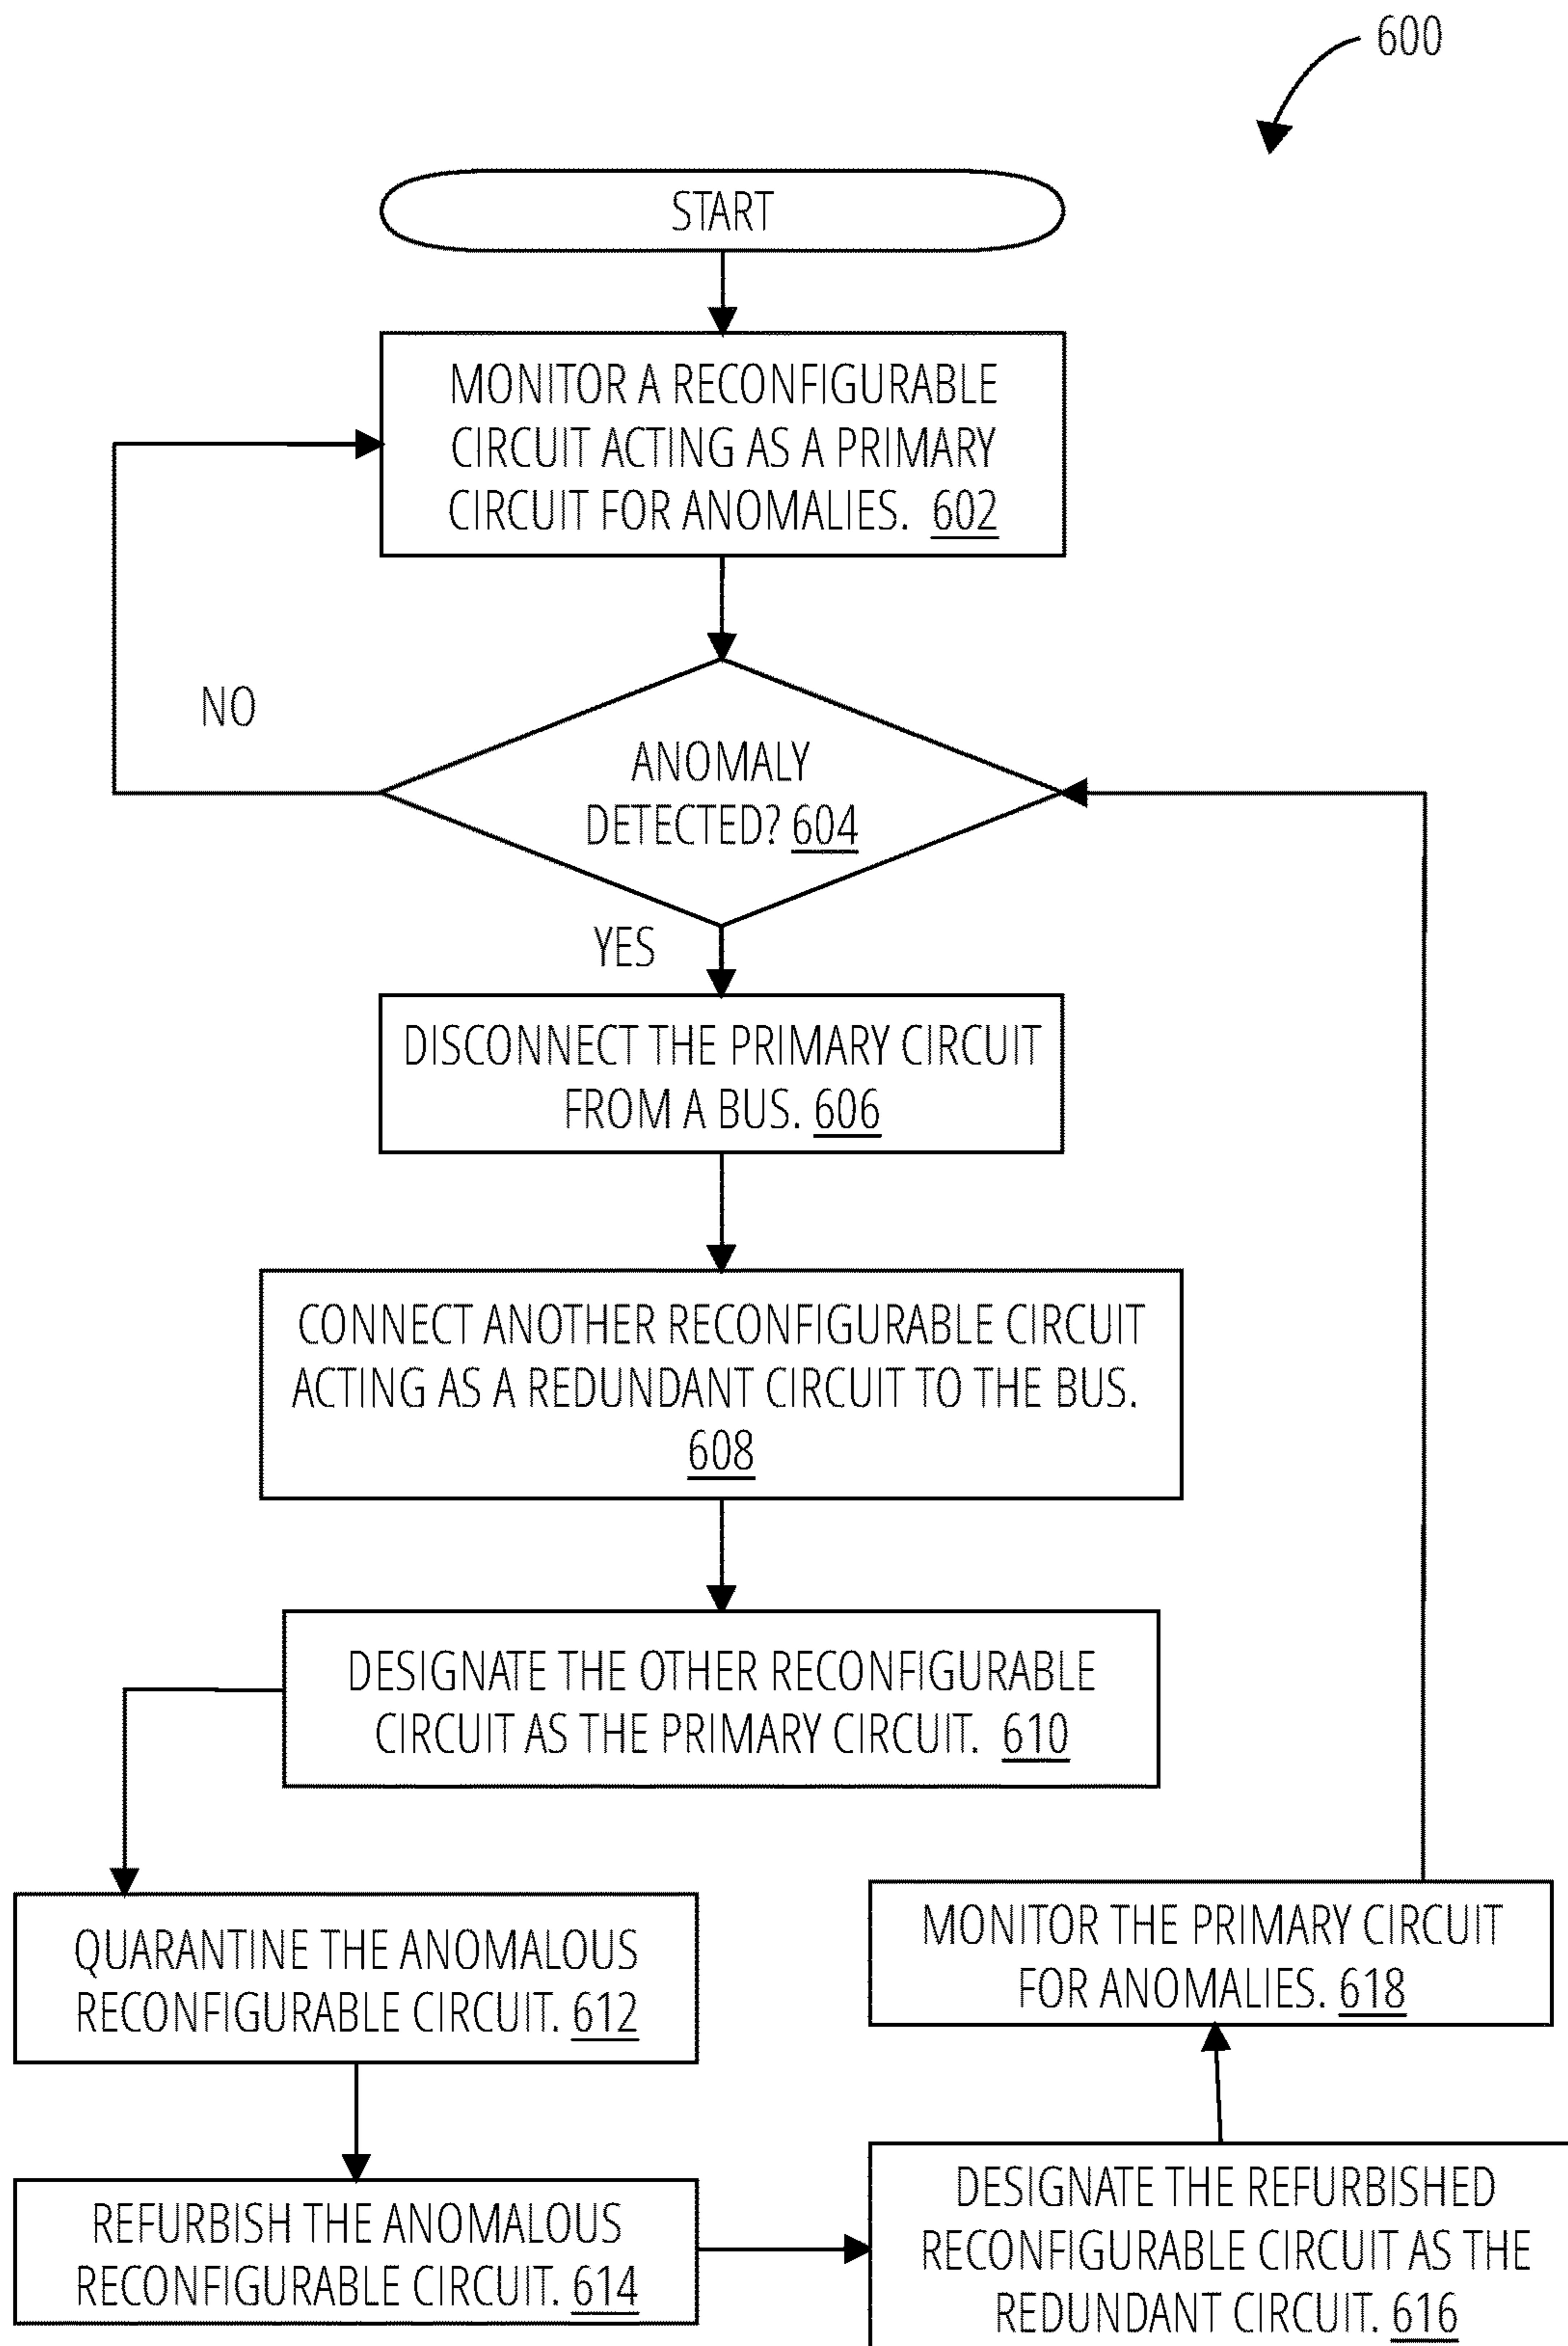 600
START
MONITOR A RECONFIGURABLE
CIRCUIT ACTING AS A PRIMARY
CIRCUIT FOR ANOMALIES. 602
NO
ANOMALY
DETECTED? 604
YES
DISCONNECT THE PRIMARY CIRCUIT
FROM A BUS. 606
CONNECT ANOTHER RECONFIGURABLE CIRCUIT
ACTING AS A REDUNDANT CIRCUIT TO THE BUS.
608
DESIGNATE THE OTHER RECONFIGURABLE
CIRCUIT AS THE PRIMARY CIRCUIT. 610
QUARANTINE THE ANOMALOUS
RECONFIGURABLE CIRCUIT. 612
REFURBISH THE ANOMALOUS
RECONFIGURABLE CIRCUIT. 614
DESIGNATE THE REFURBISHED
RECONFIGURABLE CIRCUIT AS THE
REDUNDANT CIRCUIT. 616
MONITOR THE PRIMARY CIRCUIT
FOR ANOMALIES. 618